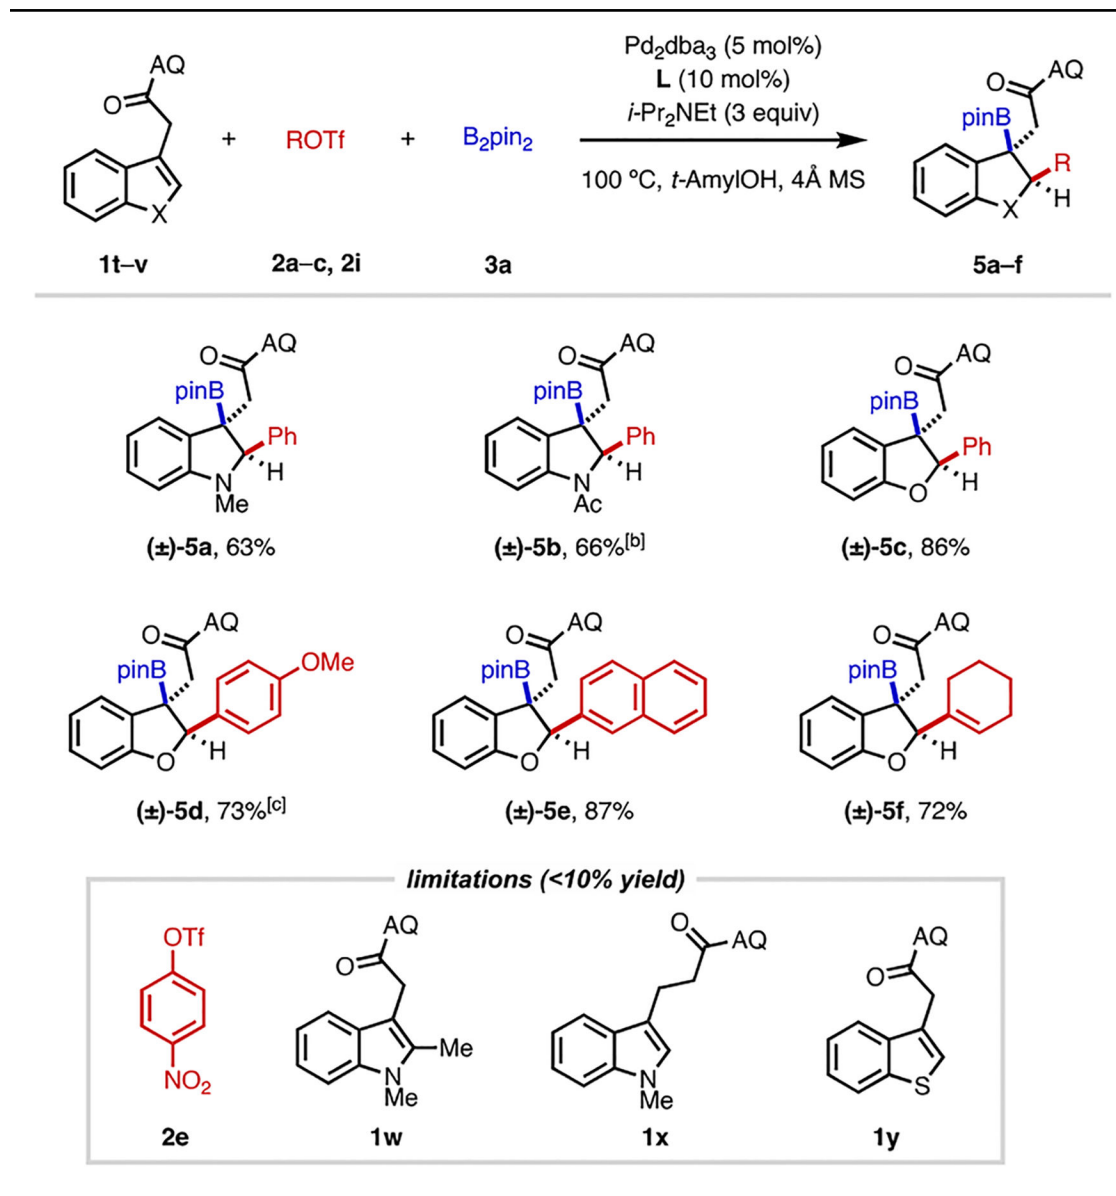 AQ
O
X
1t–v
+
ROTf
2a–c, 2i
+
B₂pin₂
3a
Pd₂dba₃ (5 mol%)
L (10 mol%)
i-Pr₂NEt (3 equiv)
100 ºC, t-AmylOH, 4Å MS
O AQ
pinB
R
H
X
5a–f
O AQ
pinB
Ph
H
N
Me
(±)-5a, 63%
O AQ
pinB
Ph
H
N
Ac
(±)-5b, 66%[b]
O AQ
pinB
Ph
H
O
(±)-5c, 86%
O AQ
pinB
OMe
H
O
(±)-5d, 73%[c]
O AQ
pinB
H
O
(±)-5e, 87%
O AQ
pinB
H
O
(±)-5f, 72%
limitations (<10% yield)
OTf
NO₂
2e
AQ
O
Me
N
Me
1w
O
AQ
N
Me
1x
AQ
O
S
1y